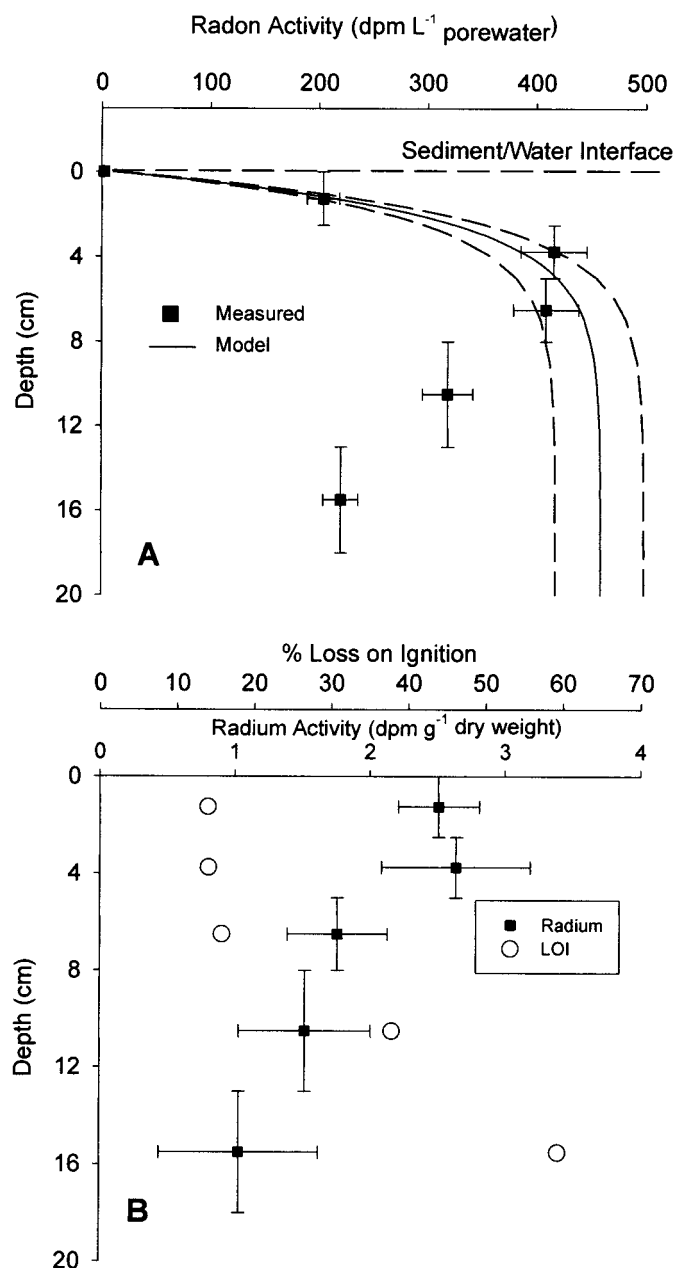 Radon Activity (dpm L-1 porewater)
0 100 200 300 400 500
Sediment/Water Interface
0
4
8
12
16
20
Depth (cm)
Measured
Model
A
% Loss on Ignition
0 10 20 30 40 50 60 70
Radium Activity (dpm g-1 dry weight)
0 1 2 3 4
0
4
8
12
16
20
Depth (cm)
Radium
LOI
B